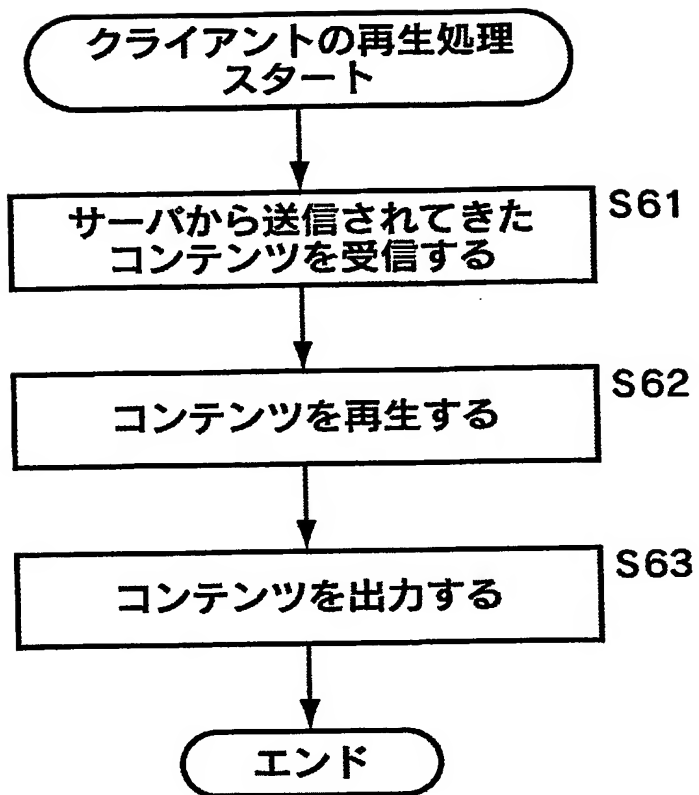 クライアントの再生処理
スタート
サーバから送信されてきた
コンテンツを受信する
S61
コンテンツを再生する
S62
コンテンツを出力する
S63
エンド